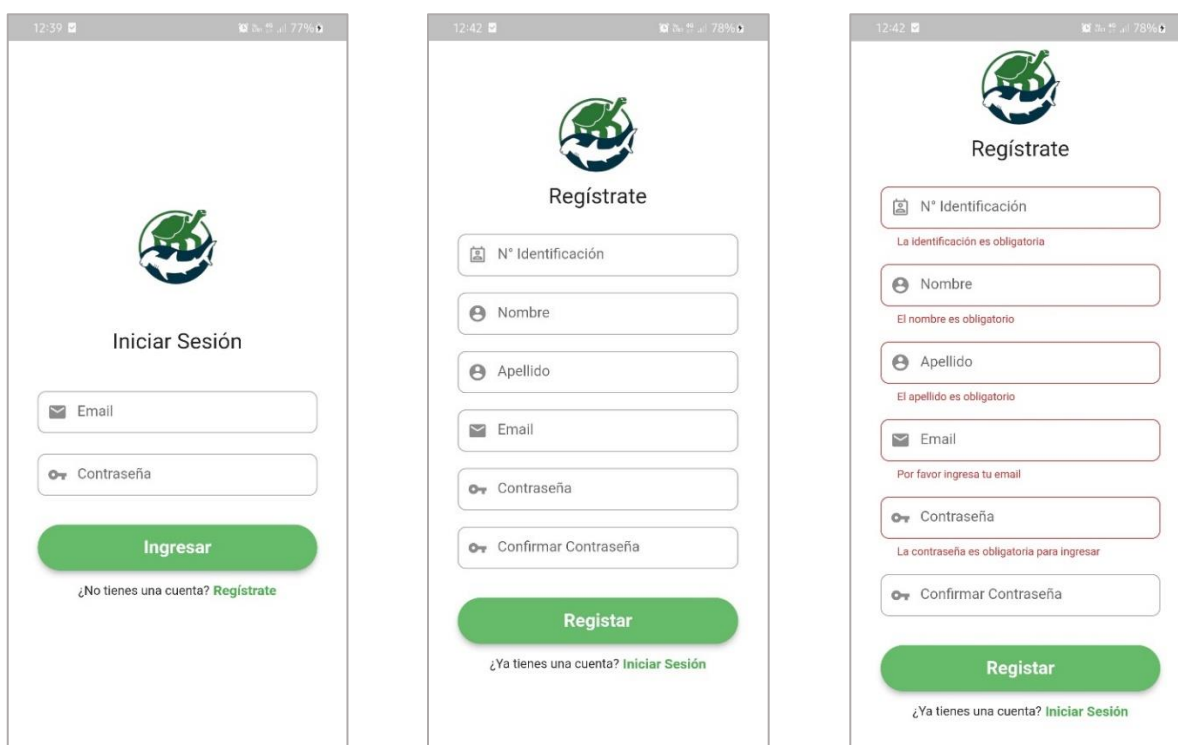 12:39
77%
Iniciar Sesión
Email
Contraseña
Ingresar
¿No tienes una cuenta? Regístrate
12:42
78%
Regístrate
N° Identificación
Nombre
Apellido
Email
Contraseña
Confirmar Contraseña
Registar
¿Ya tienes una cuenta? Iniciar Sesión
12:42
78%
Regístrate
N° Identificación
La identificación es obligatoria
Nombre
El nombre es obligatorio
Apellido
El apellido es obligatorio
Email
Por favor ingresa tu email
Contraseña
La contraseña es obligatoria para ingresar
Confirmar Contraseña
Registar
¿Ya tienes una cuenta? Iniciar Sesión